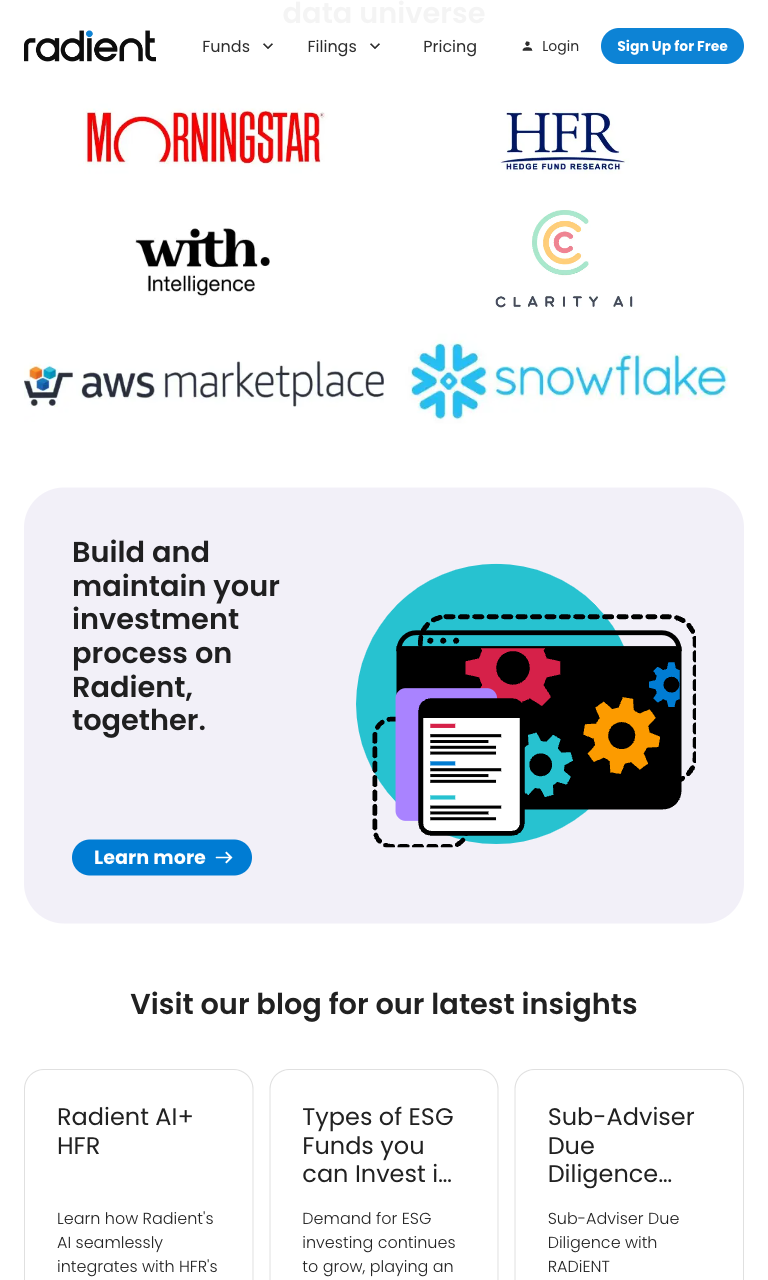 data universe
radient
Funds
Filings
Pricing
Login
Sign Up for Free
MORNINGSTAR
HFR
HEDGE FUND RESEARCH
with.
Intelligence
CLARITY AI
aws marketplace
snowflake
Build and
maintain your
investment
process on
Radient,
together.
Learn more
Visit our blog for our latest insights
Radient AI+
HFR
Learn how Radient's
AI seamlessly
integrates with HFR's
Types of ESG
Funds you
can Invest i...
Demand for ESG
investing continues
to grow, playing an
Sub-Adviser
Due
Diligence...
Sub-Adviser Due
Diligence with
RADiENT